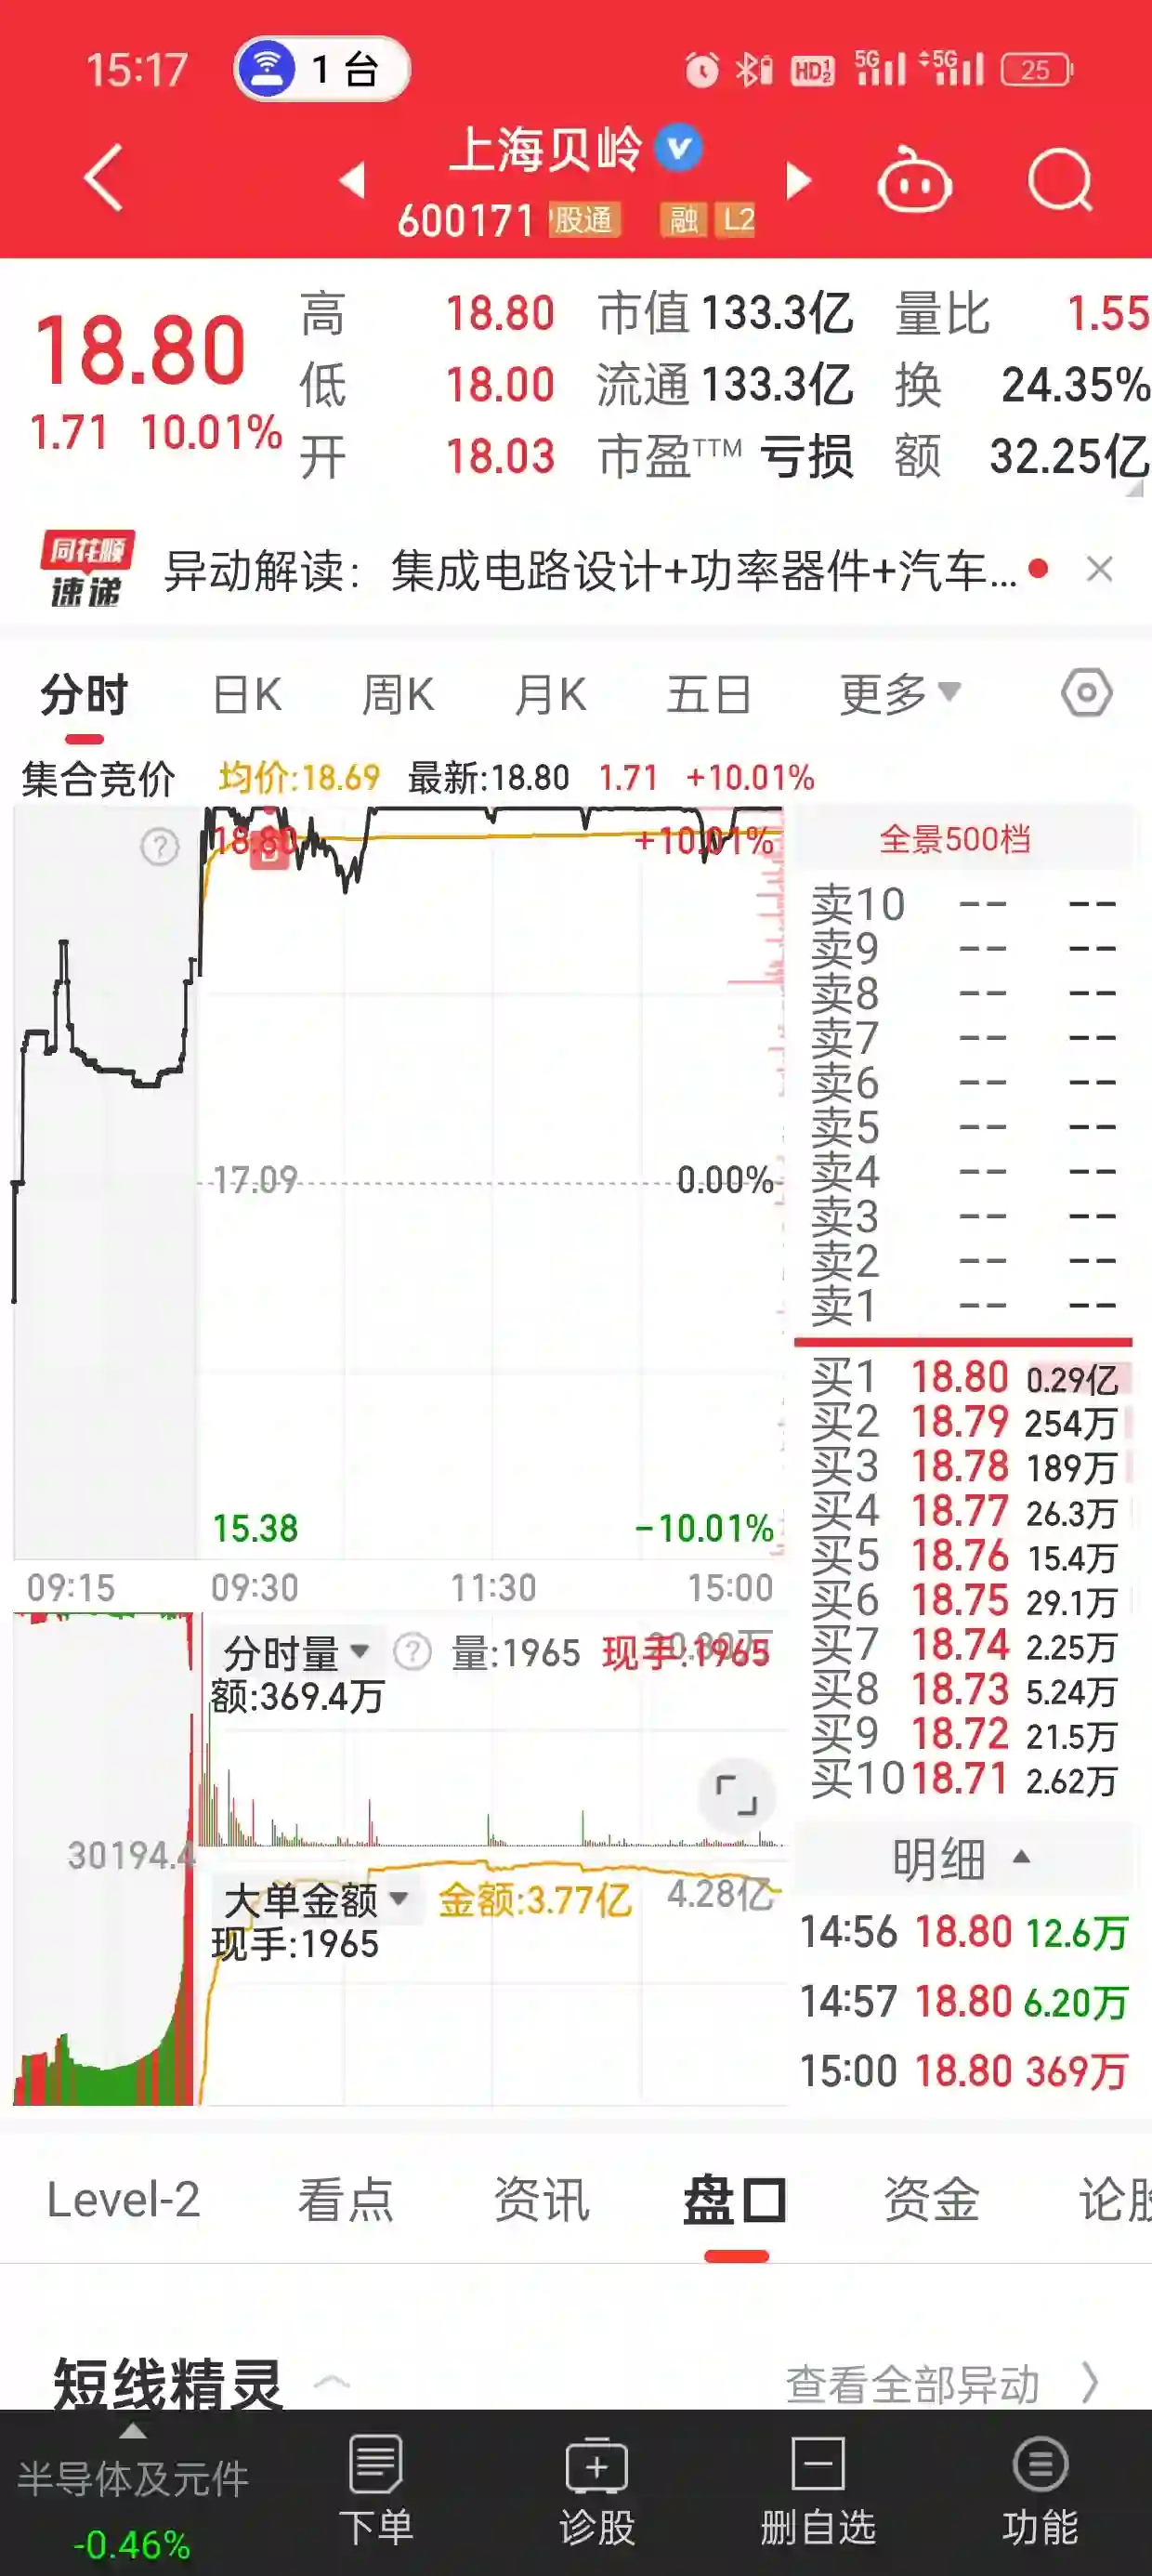 15:17 1 台 HD 5G 5G 25
上海贝岭
600171 股通 融 L2
18.80 高 18.80 市值 133.3亿 量比 1.55
1.71 10.01% 低 18.00 流通 133.3亿 换 24.35%
开 18.03 市盈TTM 亏损 额 32.25亿
同花顺
速递
异动解读：集成电路设计+功率器件+汽车...
分时 日K 周K 月K 五日 更多
集合竞价 均价:18.69 最新:18.80 1.71 +10.01%
18.80 +10.01%
17.09 0.00%
15.38 -10.01%
09:15 09:30 11:30 15:00
全景500档
卖10 -- --
卖9 -- --
卖8 -- --
卖7 -- --
卖6 -- --
卖5 -- --
卖4 -- --
卖3 -- --
卖2 -- --
卖1 -- --
买1 18.80 0.29亿
买2 18.79 254万
买3 18.78 189万
买4 18.77 26.3万
买5 18.76 15.4万
买6 18.75 29.1万
买7 18.74 2.25万
买8 18.73 5.24万
买9 18.72 21.5万
买10 18.71 2.62万
分时量 量:1965 现手:1965
额:369.4万
30194.4
大单金额 金额:3.77亿 4.28亿
现手:1965
明细
14:56 18.80 12.6万
14:57 18.80 6.20万
15:00 18.80 369万
Level-2 看点 资讯 盘口 资金 论股
短线精灵 查看全部异动
半导体及元件
-0.46%
下单 诊股 删自选 功能